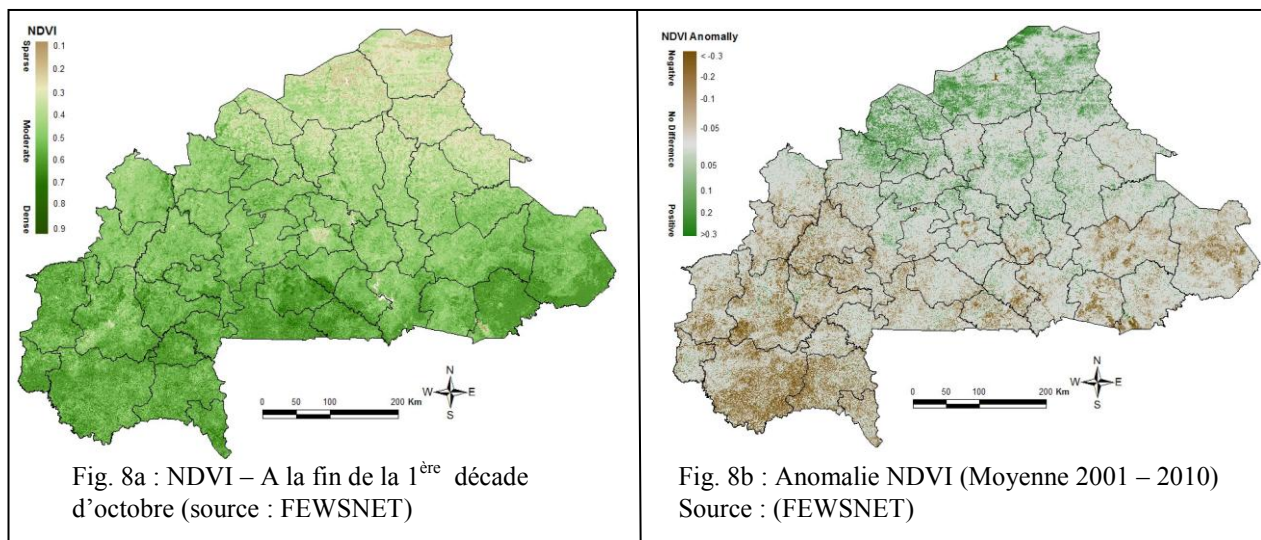 NDVI
Sparse
Moderate
Dense
0.1
0.2
0.3
0.4
0.5
0.6
0.7
0.8
0.9
N
W E
S
0 50 100 200 Km
Fig. 8a : NDVI – A la fin de la 1ère décade
d'octobre (source : FEWSNET)
NDVI Anomally
Negative
No Difference
Positive
< -0.3
-0.2
-0.1
-0.05
0.05
0.1
0.2
>0.3
N
W E
S
0 50 100 200 Km
Fig. 8b : Anomalie NDVI (Moyenne 2001 – 2010)
Source : (FEWSNET)